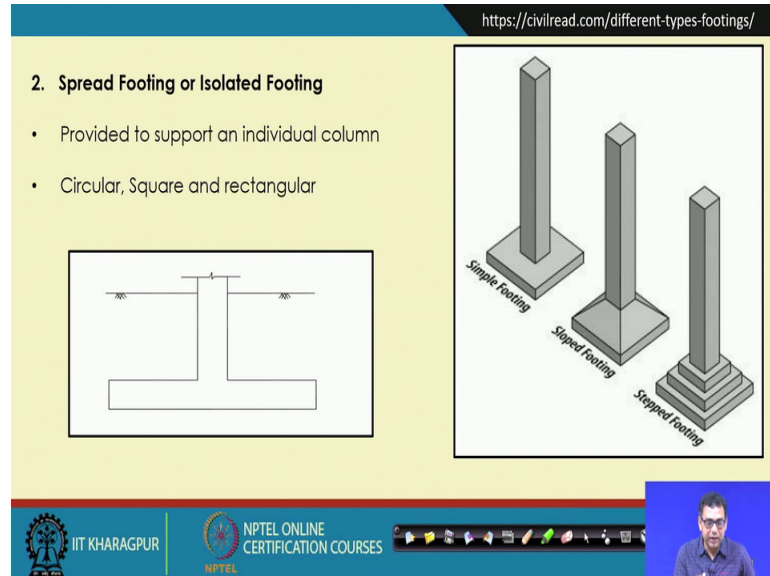 https://civilread.com/different-types-footings/
2. Spread Footing or Isolated Footing
• Provided to support an individual column
• Circular, Square and rectangular
Simple Footing
Sloped Footing
Stepped Footing
IIT KHARAGPUR
NPTEL
NPTEL ONLINE
CERTIFICATION COURSES